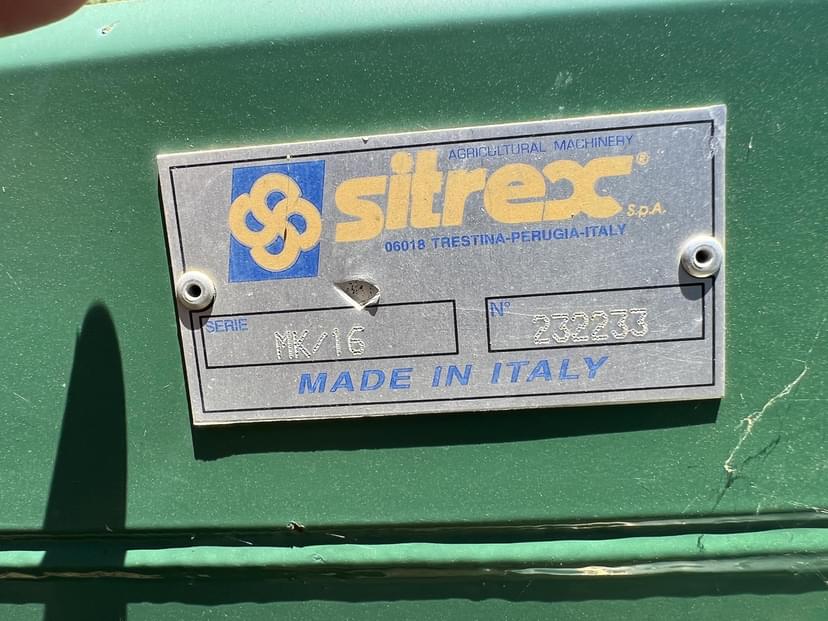 AGRICULTURAL MACHINERY
sitrex® S.p.A.
06018 TRESTINA-PERUGIA-ITALY
SERIE MK/16 N° 232233
MADE IN ITALY